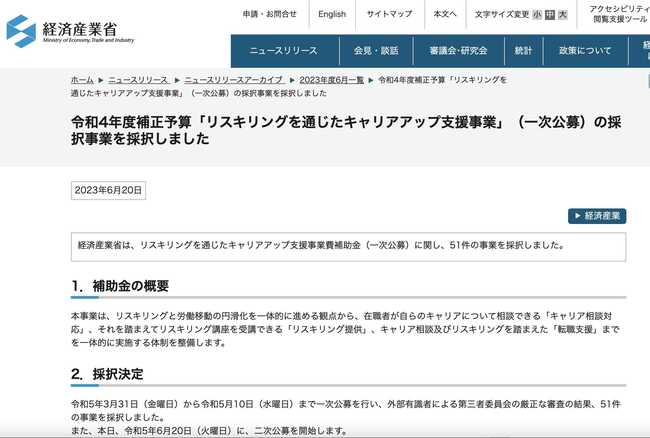 経済産業省
Ministry of Economy, Trade and Industry
申請・お問合せ
English
サイトマップ
本文へ
文字サイズ変更 小 中 大
アクセシビリティ
閲覧支援ツール
ニュースリリース
会見・談話
審議会・研究会
統計
政策について
ホーム ▶ ニュースリリース ▶ ニュースリリースアーカイブ ▶ 2023年度6月一覧 ▶ 令和4年度補正予算「リスキリングを
通じたキャリアアップ支援事業」（一次公募）の採択事業を採択しました
令和4年度補正予算「リスキリングを通じたキャリアアップ支援事業」（一次公募）の採
択事業を採択しました
2023年6月20日
▶ 経済産業
経済産業省は、リスキリングを通じたキャリアアップ支援事業費補助金（一次公募）に関し、51件の事業を採択しました。
1．補助金の概要
本事業は、リスキリングと労働移動の円滑化を一体的に進める観点から、在職者が自らのキャリアについて相談できる「キャリア相談対
応」、それを踏まえてリスキリング講座を受講できる「リスキリング提供」、キャリア相談及びリスキリングを踏まえた「転職支援」まで
を一体的に実施する体制を整備します。
2．採択決定
令和5年3月31日（金曜日）から令和5月10日（水曜日）まで一次公募を行い、外部有識者による第三者委員会の厳正な審査の結果、51件
の事業を採択しました。
また、本日、令和5年6月20日（火曜日）に、二次公募を開始します。